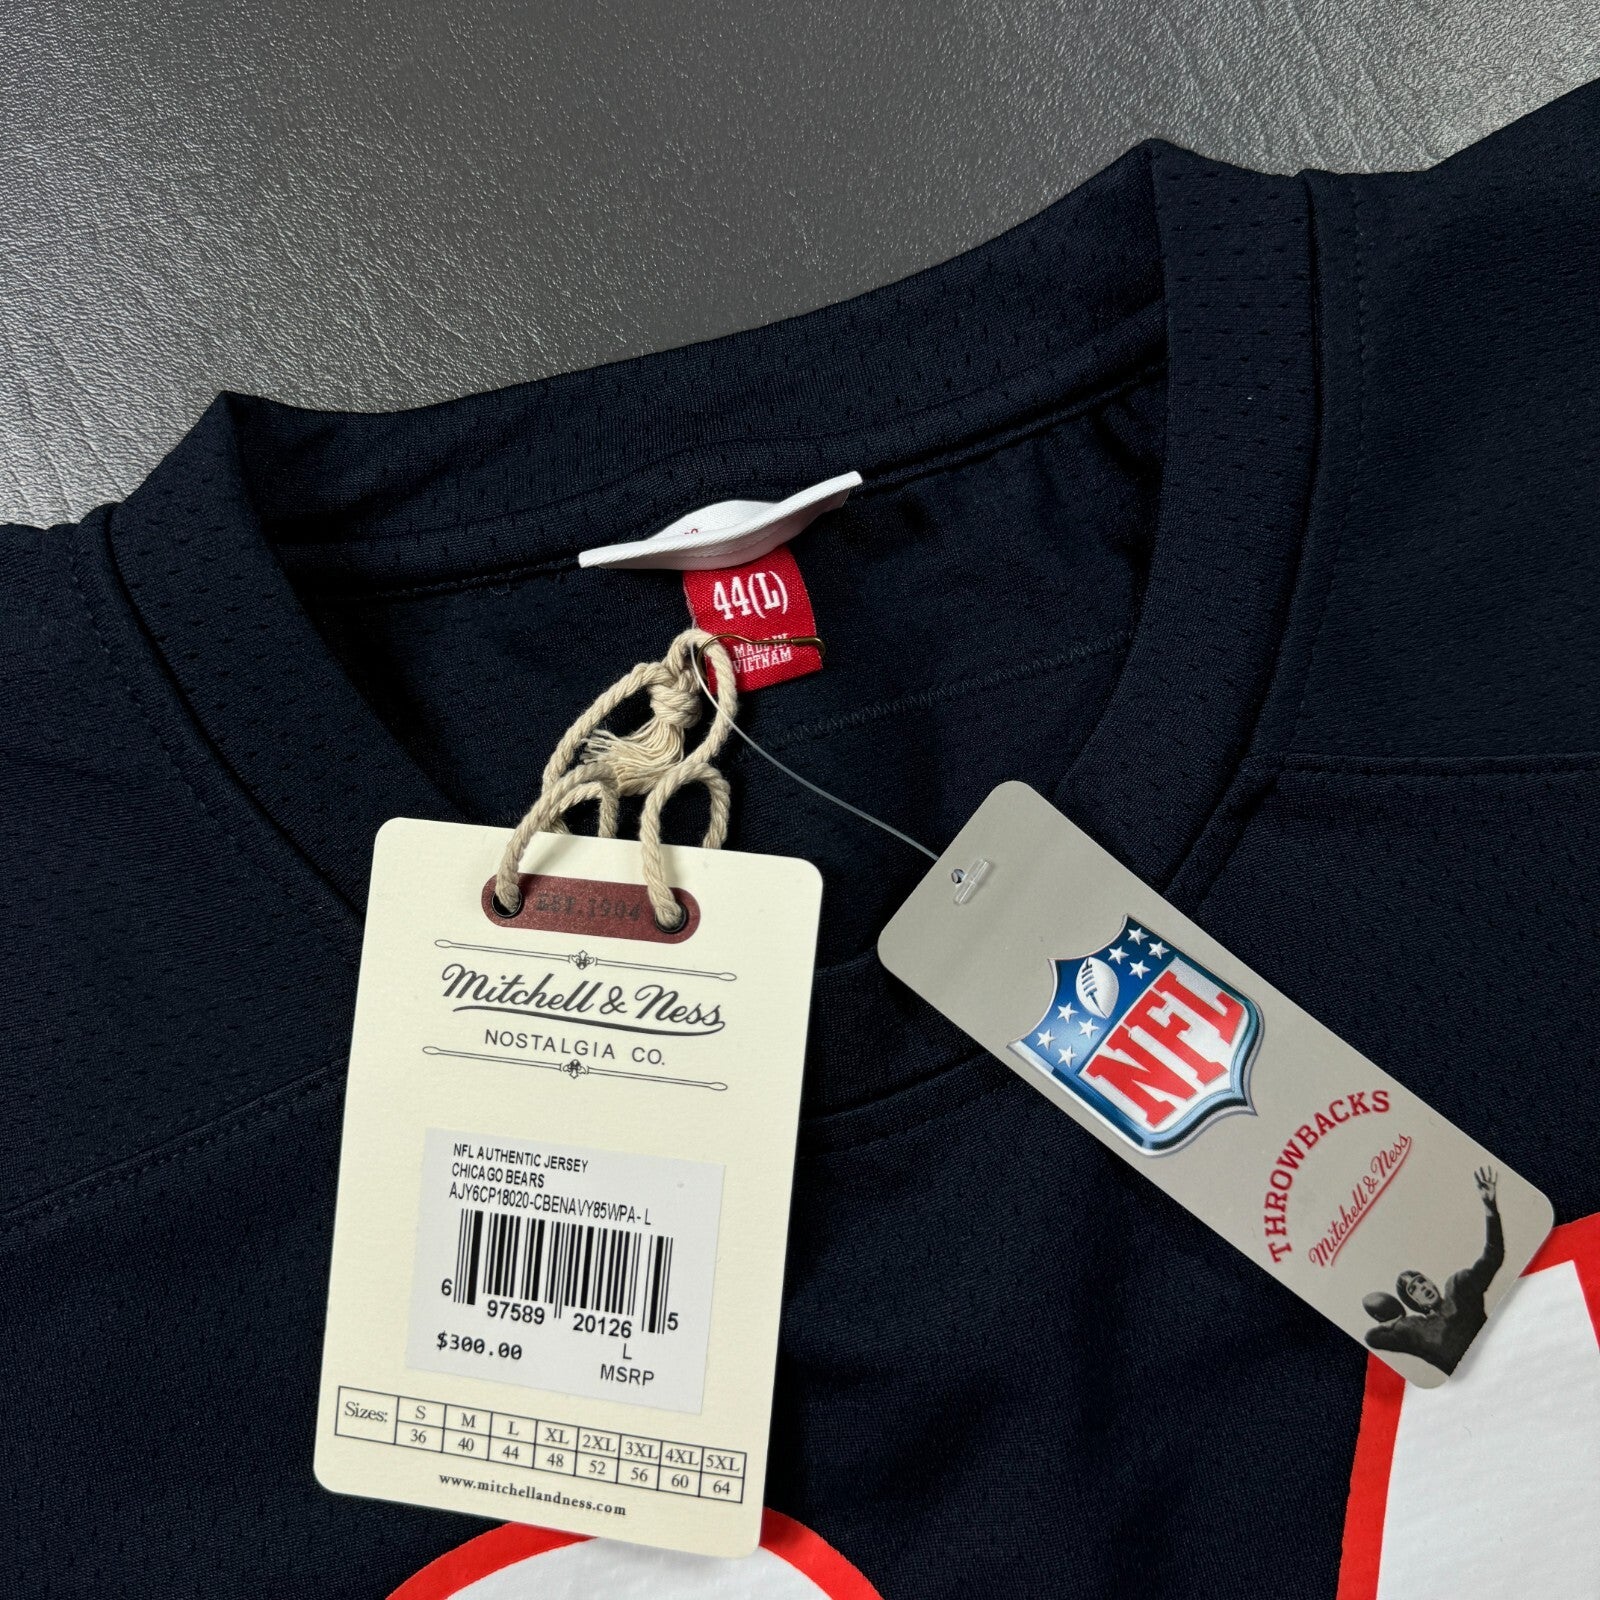 44(L)
MADE IN
VIETNAM
EST. 1904
Mitchell & Ness
NOSTALGIA CO.
NFL AUTHENTIC JERSEY
CHICAGO BEARS
AJY6CP18020-CBENAVY85WPA- L
6 97589 20126 5
$300.00
L
MSRP
Sizes: S M L XL 2XL 3XL 4XL 5XL
36 40 44 48 52 56 60 64
www.mitchellandness.com
NFL
THROWBACKS
Mitchell & Ness